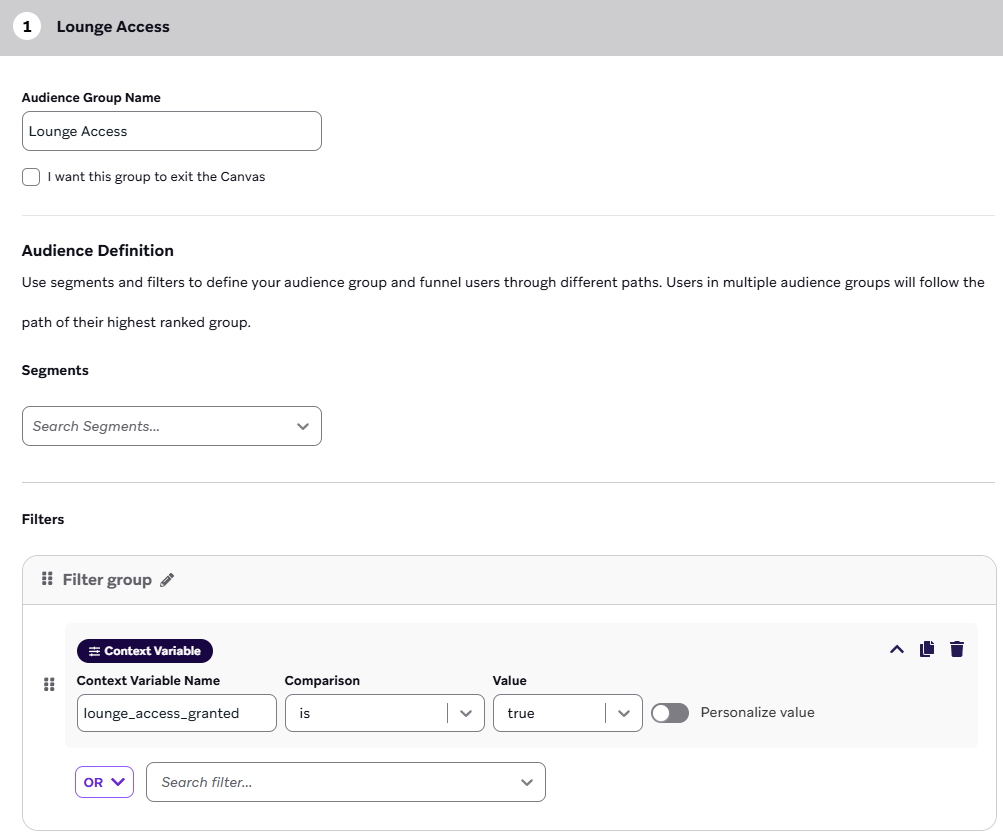 1 Lounge Access
Audience Group Name
Lounge Access
I want this group to exit the Canvas
Audience Definition
Use segments and filters to define your audience group and funnel users through different paths. Users in multiple audience groups will follow the
path of their highest ranked group.
Segments
Search Segments...
Filters
Filter group
Context Variable
Context Variable Name Comparison Value
lounge_access_granted is true Personalize value
OR Search filter...